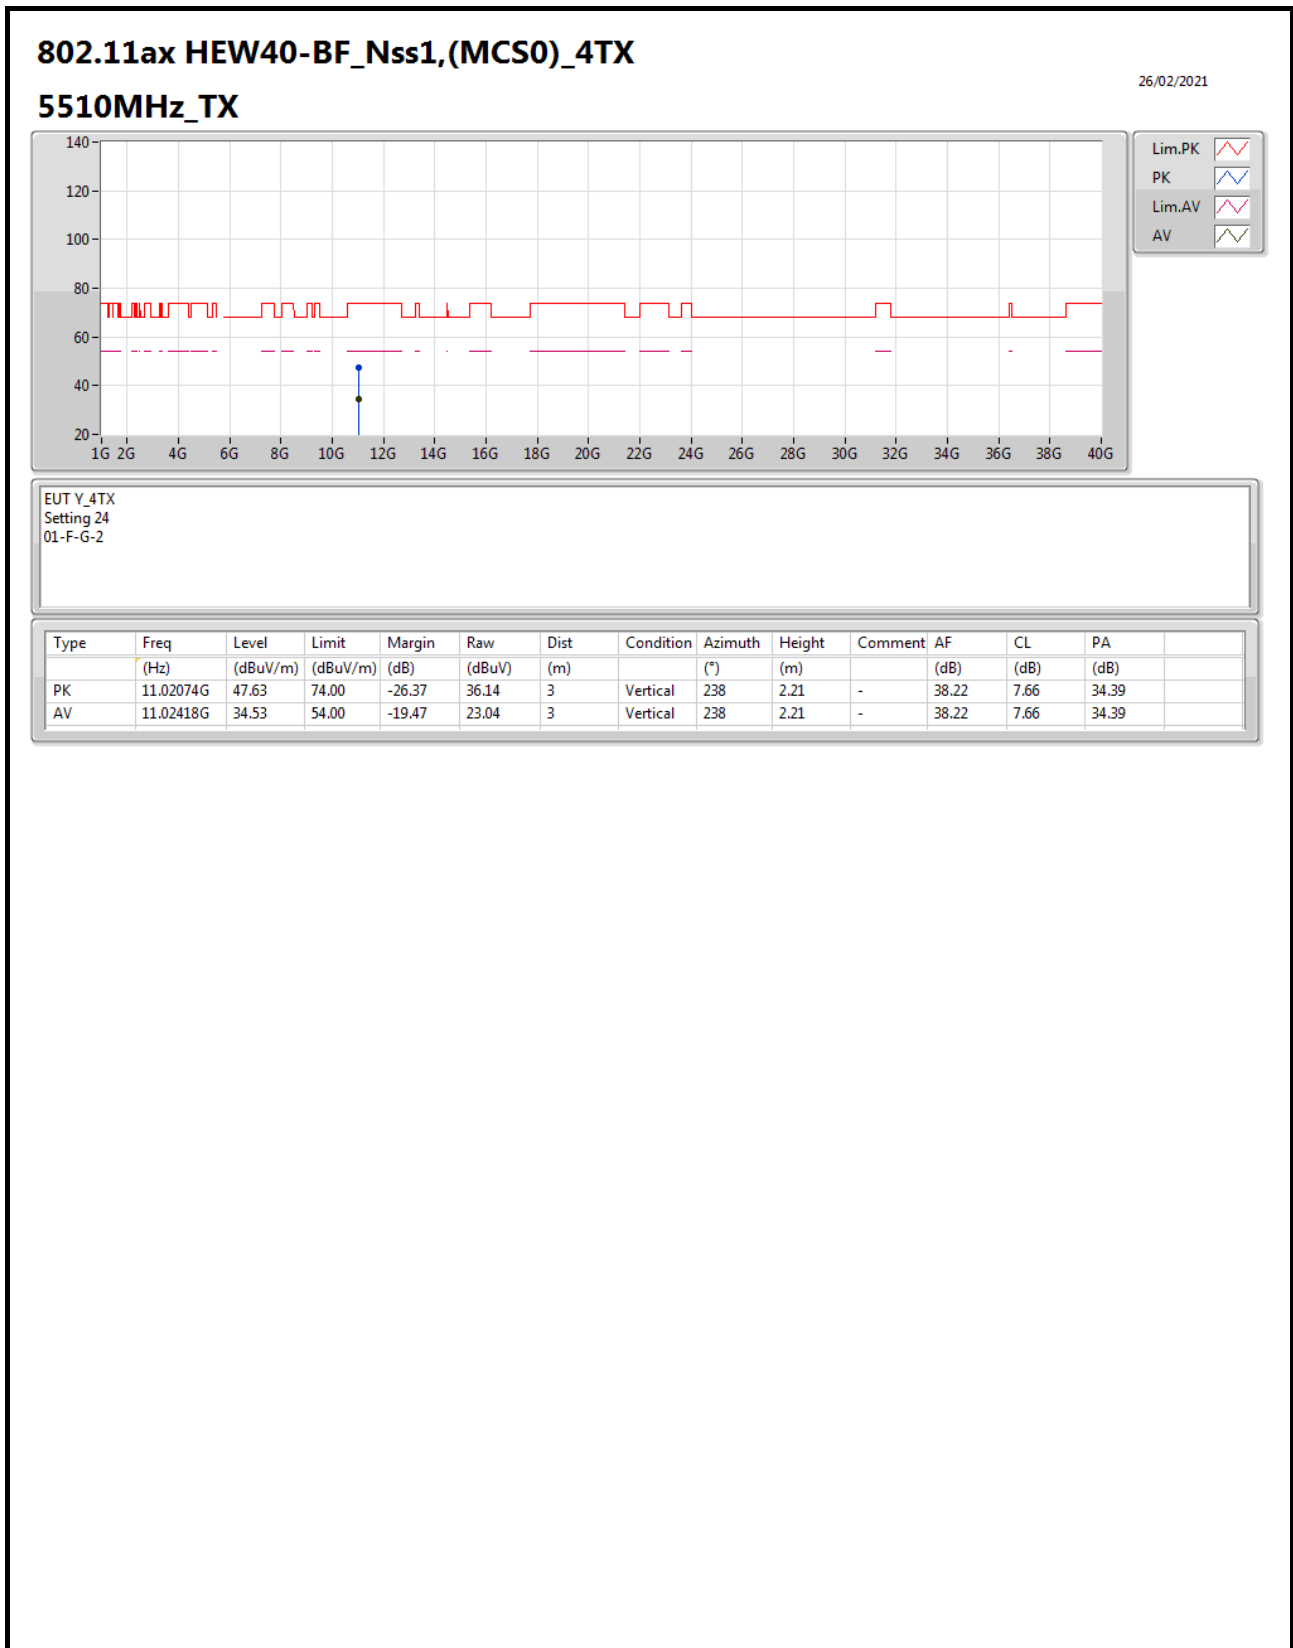 802.11ax HEW40-BF_Nss1,(MCS0)_4TX
26/02/2021
5510MHz_TX
140
120
100
80
60
40
20
1G 2G 4G 6G 8G 10G 12G 14G 16G 18G 20G 22G 24G 26G 28G 30G 32G 34G 36G 38G 40G
Lim.PK
PK
Lim.AV
AV
EUT Y_4TX
Setting 24
01-F-G-2
Type Freq Level Limit Margin Raw Dist Condition Azimuth Height Comment AF CL PA
(Hz) (dBuV/m) (dBuV/m) (dB) (dBuV) (m) (°) (m) (dB) (dB) (dB)
PK 11.02074G 47.63 74.00 -26.37 36.14 3 Vertical 238 2.21 - 38.22 7.66 34.39
AV 11.02418G 34.53 54.00 -19.47 23.04 3 Vertical 238 2.21 - 38.22 7.66 34.39